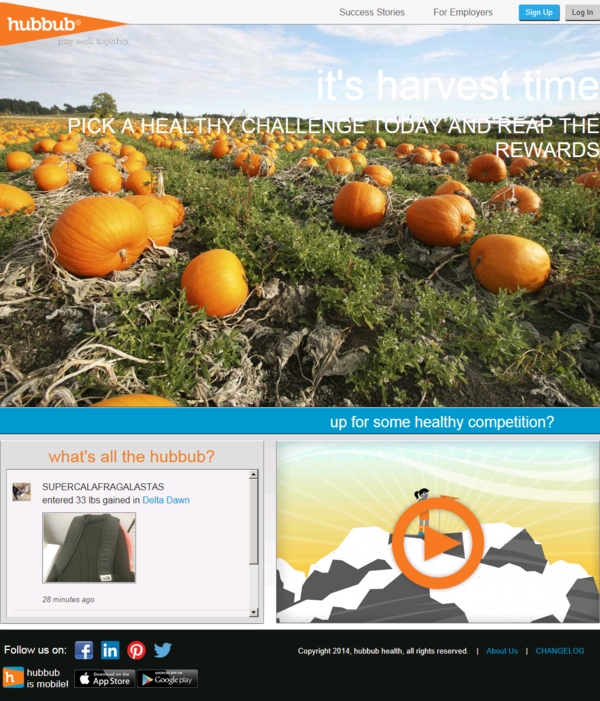 hubbub®
play well together
Success Stories
For Employers
Sign Up
Log In
it's harvest time
PICK A HEALTHY CHALLENGE TODAY AND REAP THE
REWARDS
up for some healthy competition?
what's all the hubbub?
SUPERCALAFRAGALASTAS
entered 33 lbs gained in Delta Dawn
28 minutes ago
Follow us on:
Copyright 2014, hubbub health, all rights reserved. | About Us | CHANGELOG
hubbub
is mobile!
Download on the
App Store
ANDROID APP ON
Google play